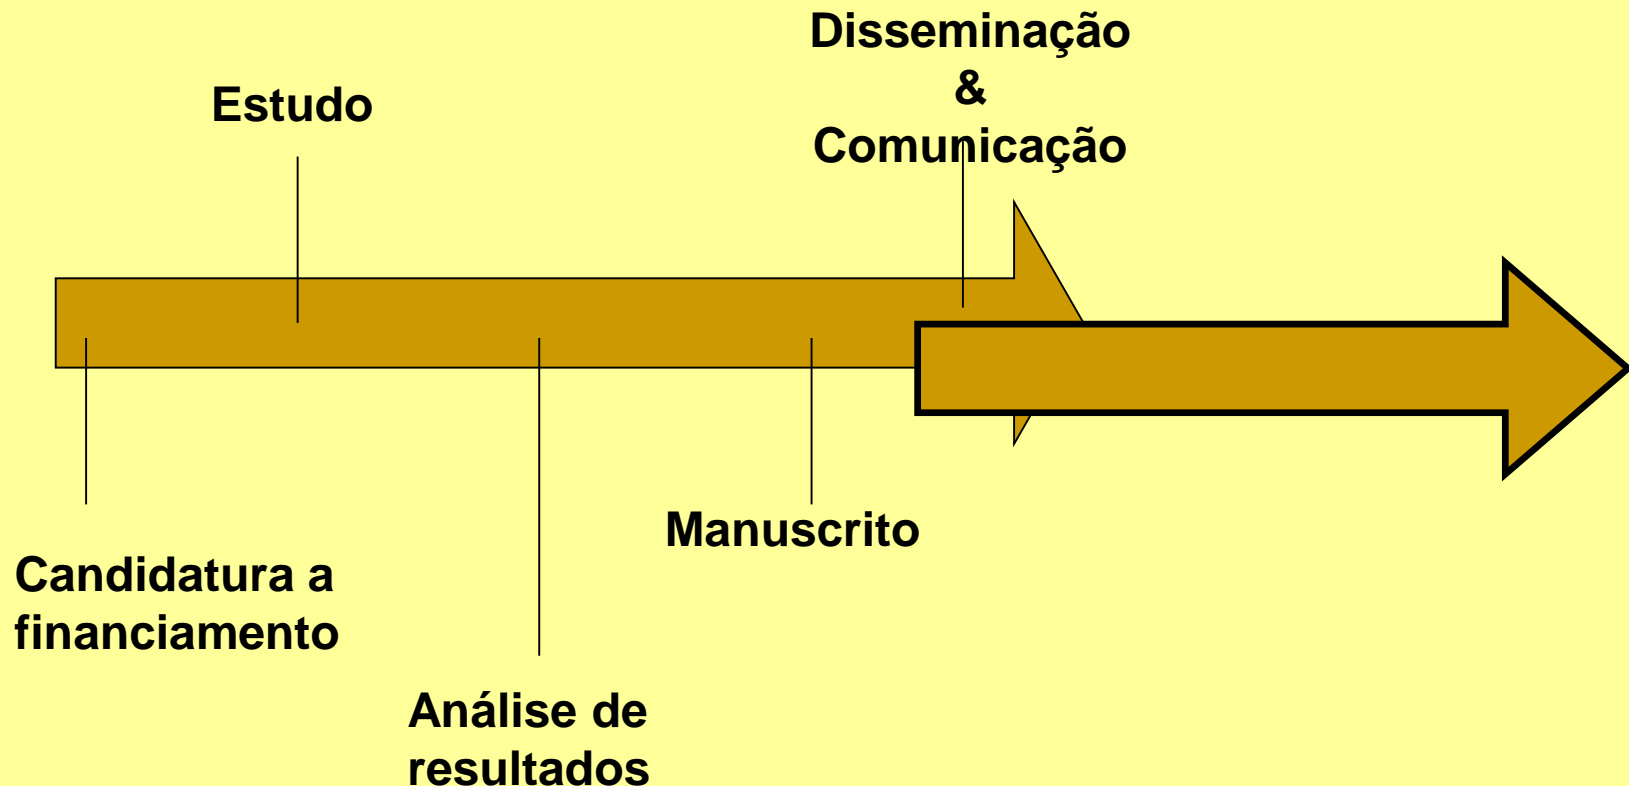 Disseminação
&
Comunicação
Estudo
Manuscrito
Candidatura a
financiamento
Análise de
resultados